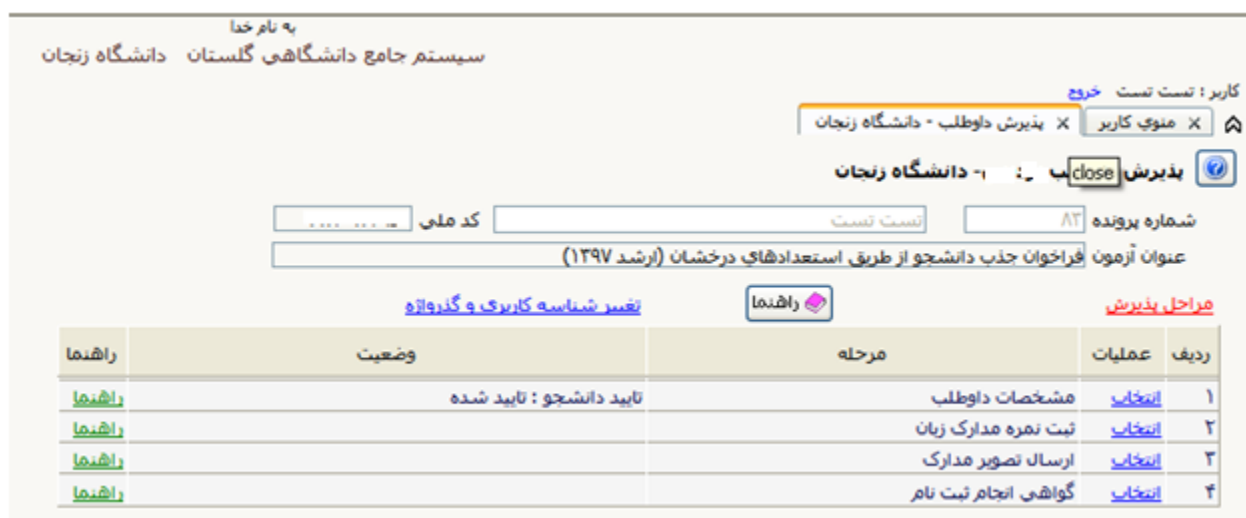 به نام خدا
سیستم جامع دانشگاهی گلستان   دانشگاه زنجان
کاربر : تست تست   خروج
منوي کاربر   پذیرش داوطلب - دانشگاه زنجان
پذیرش close ب - دانشگاه زنجان
شماره پرونده ۸۳ تست تست کد ملی
عنوان آزمون فراخوان جذب دانشجو از طریق استعدادهاي درخشان (ارشد ۱۳۹۷)
مراحل پذیرش   راهنما   تغییر شناسه کاربری و گذرواژه
ردیف عملیات مرحله وضعیت راهنما
۱ انتخاب مشخصات داوطلب تایید دانشجو : تایید شده راهنما
۲ انتخاب ثبت نمره مدارک زبان راهنما
۳ انتخاب ارسال تصویر مدارک راهنما
۴ انتخاب گواهی انجام ثبت نام راهنما